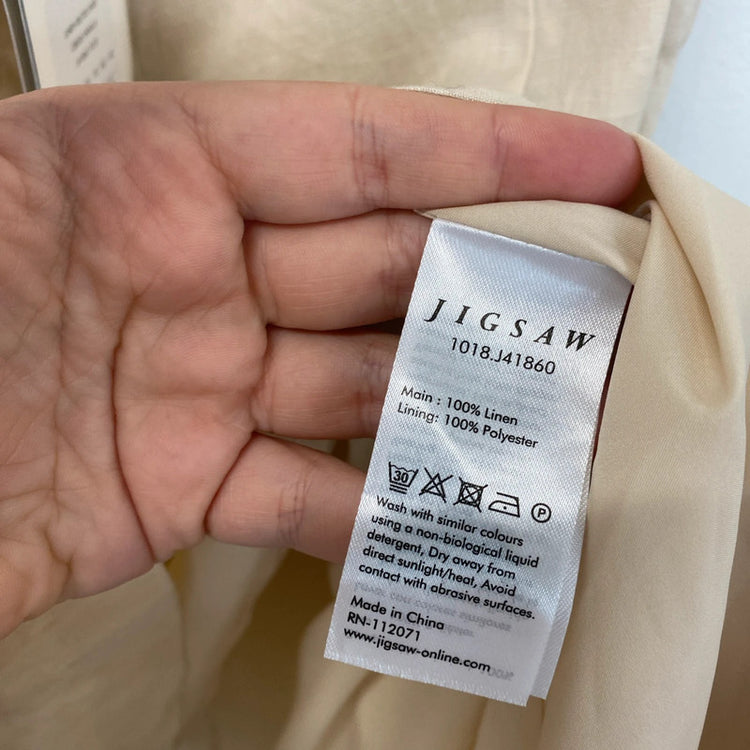 JIGSAW
1018.J41860
Main : 100% Linen
Lining: 100% Polyester
30
P
Wash with similar colours
using a non-biological liquid
detergent, Dry away from
direct sunlight/heat, Avoid
contact with abrasive surfaces.
Made in China
RN-112071
www.jigsaw-online.com